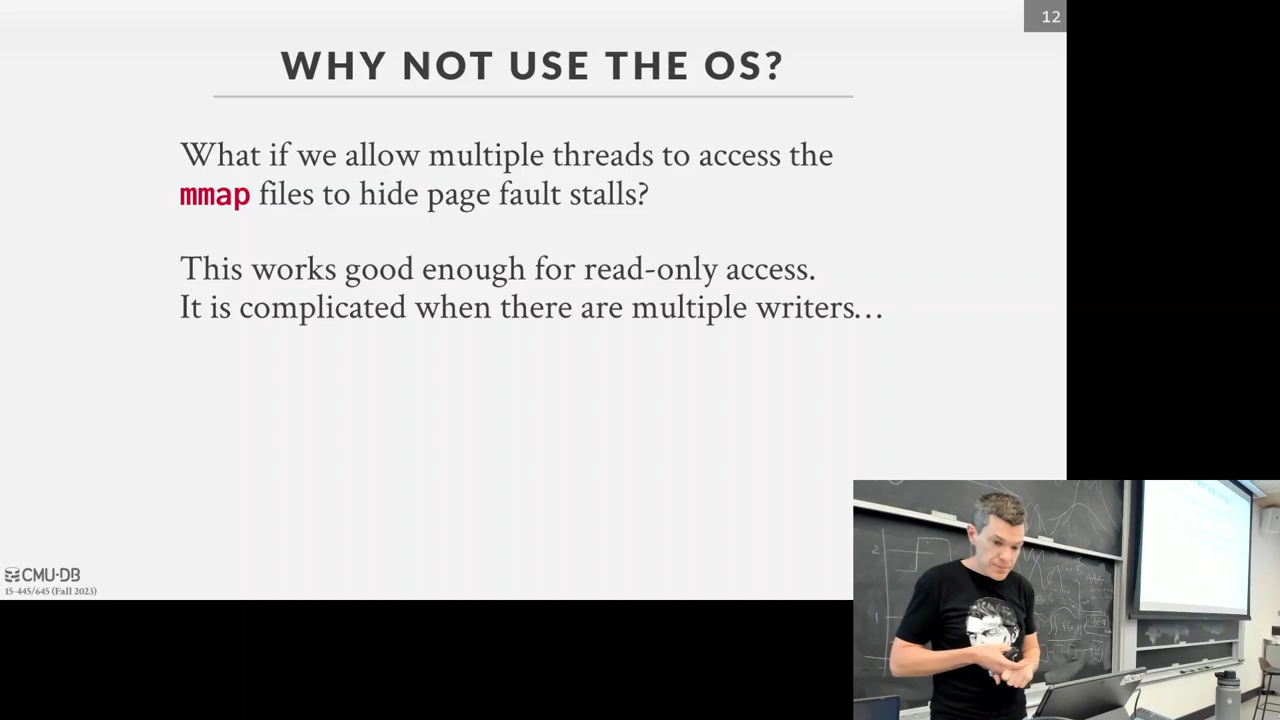 12
WHY NOT USE THE OS?
What if we allow multiple threads to access the
mmap files to hide page fault stalls?
This works good enough for read-only access.
It is complicated when there are multiple writers…
CMU·DB
15-445/645 (Fall 2023)